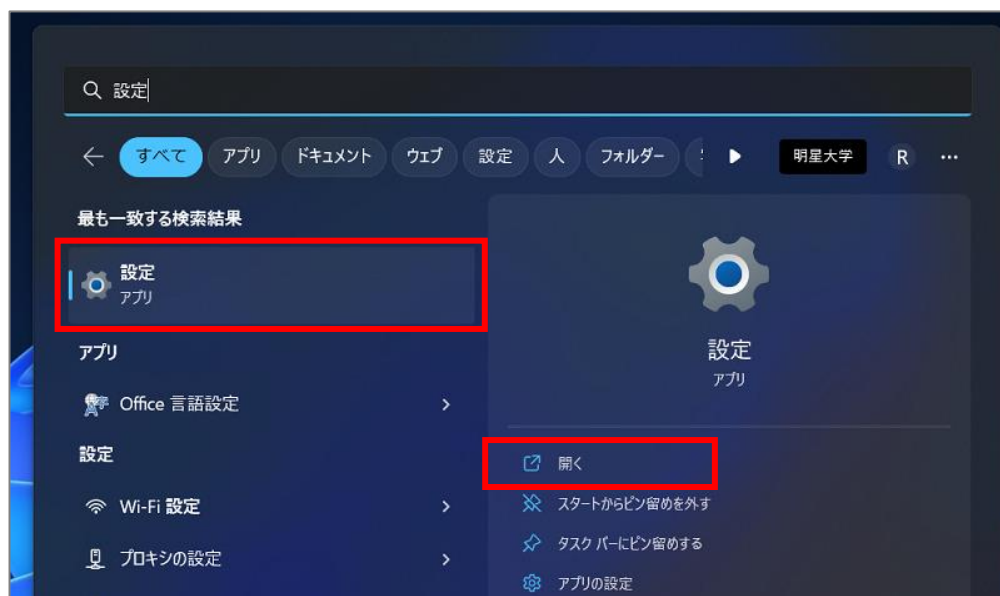 設定
すべて アプリ ドキュメント ウェブ 設定 人 フォルダー 明星大学 R ...
最も一致する検索結果
設定
アプリ
アプリ
Office 言語設定
設定
Wi-Fi 設定
プロキシの設定
設定
アプリ
開く
スタートからピン留めを外す
タスク バーにピン留めする
アプリの設定